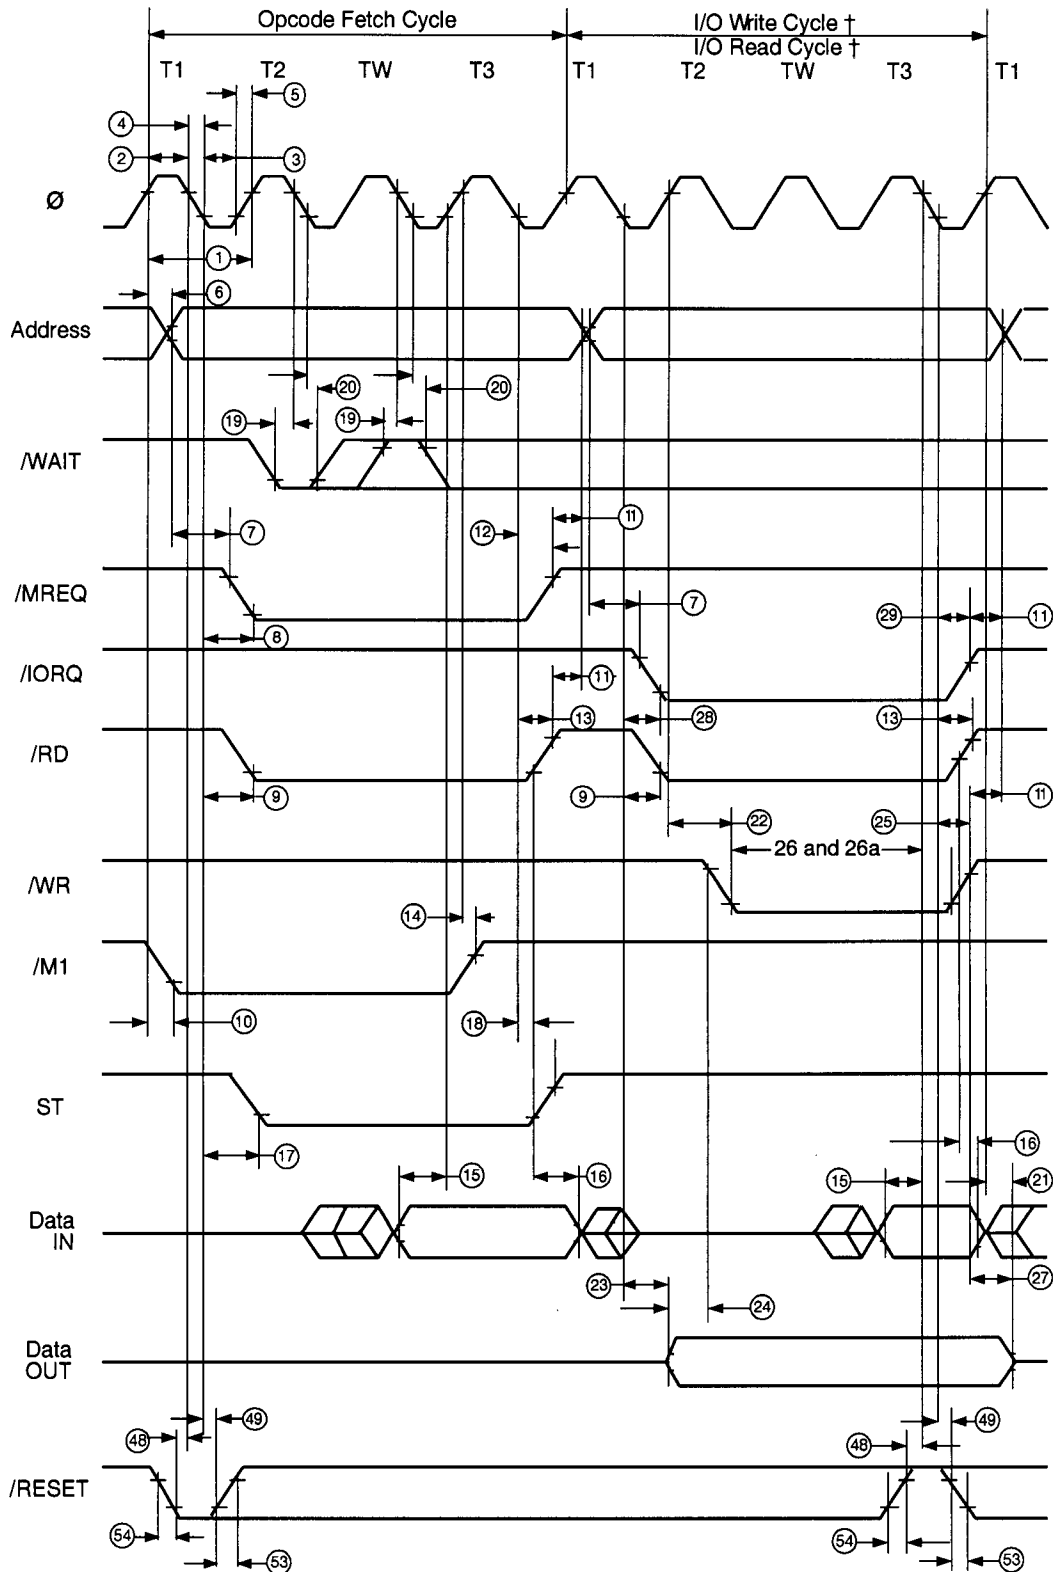 Opcode Fetch Cycle
I/O Write Cycle †
I/O Read Cycle †
T1 T2 TW T3 T1 T2 TW T3 T1
5
4
2 3
Ø
1
6
Address
20 20
19 19
/WAIT
11
7 12
/MREQ
7 29 11
8
/IORQ
11
13 28 13
/RD
9 9 11
22 25
26 and 26a
/WR
14
/M1
10 18
ST
16
17
15 16 15 21
Data
IN
27
23
24
Data
OUT
49 49
48 48
/RESET
54 54
53 53